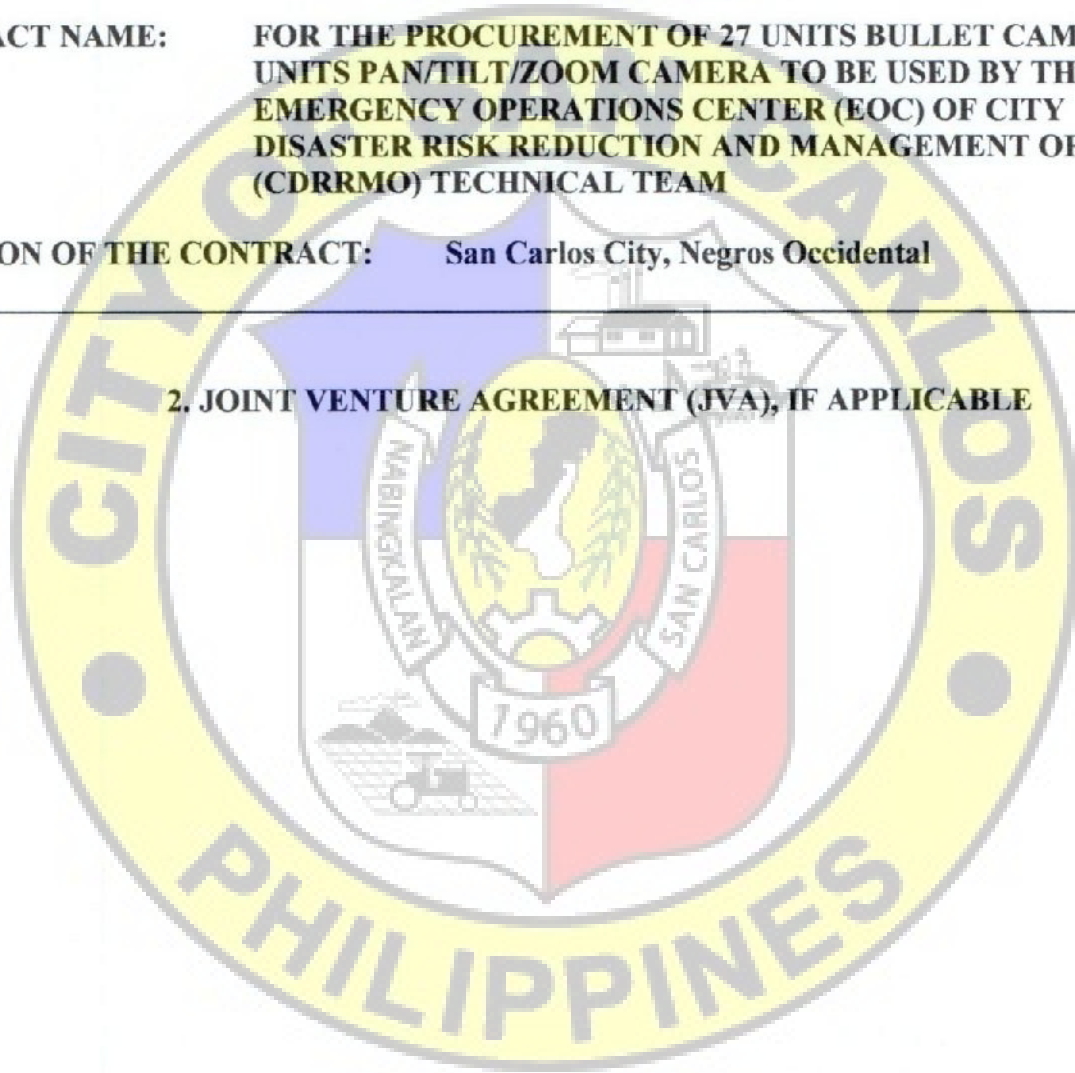 ACT NAME: FOR THE PROCUREMENT OF 27 UNITS BULLET CAM
UNITS PAN/TILT/ZOOM CAMERA TO BE USED BY TH
EMERGENCY OPERATIONS CENTER (EOC) OF CITY
DISASTER RISK REDUCTION AND MANAGEMENT OF
(CDRRMO) TECHNICAL TEAM
ON OF THE CONTRACT: San Carlos City, Negros Occidental
2. JOINT VENTURE AGREEMENT (JVA), IF APPLICABLE
CITY OF SAN CARLOS
NABINGKALAN
SAN CARLOS
1960
PHILIPPINES